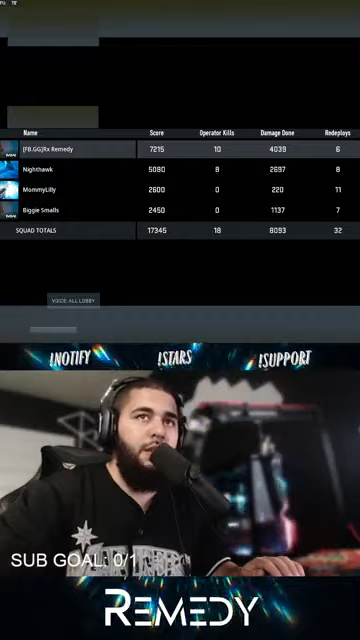 Name Score Operator Kills Damage Done Redeploys
[FB.GG]Rx Remedy 7215 10 4039 6
Nighthawk 5080 8 2697 8
MommyLilly 2600 0 220 11
Biggie Smalls 2450 0 1137 7
SQUAD TOTALS 17345 18 8093 32
VOICE: ALL LOBBY
!NOTIFY !STARS !SUPPORT
SUB GOAL: 0/1
REMEDY